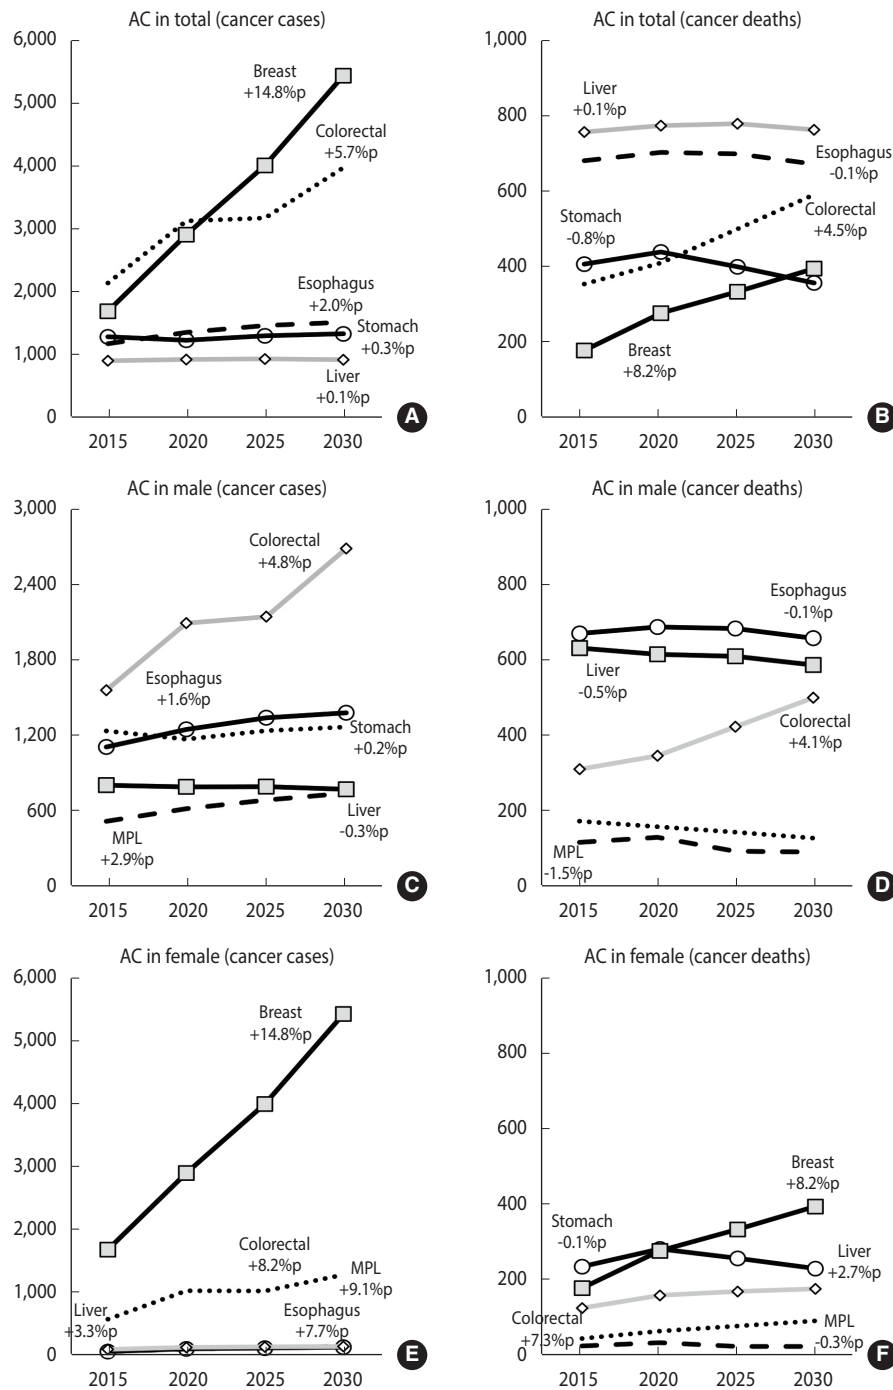 AC in total (cancer cases)
6,000
5,000
4,000
3,000
2,000
1,000
0
Breast
+14.8%p
Colorectal
+5.7%p
Esophagus
+2.0%p
Stomach
+0.3%p
Liver
+0.1%p
2015 2020 2025 2030
A
AC in total (cancer deaths)
1,000
800
600
400
200
0
Liver
+0.1%p
Esophagus
-0.1%p
Colorectal
+4.5%p
Stomach
-0.8%p
Breast
+8.2%p
2015 2020 2025 2030
B
AC in male (cancer cases)
3,000
2,400
1,800
1,200
600
0
Colorectal
+4.8%p
Esophagus
+1.6%p
Stomach
+0.2%p
Liver
-0.3%p
MPL
+2.9%p
2015 2020 2025 2030
C
AC in male (cancer deaths)
1,000
800
600
400
200
0
Esophagus
-0.1%p
Liver
-0.5%p
Colorectal
+4.1%p
MPL
-1.5%p
2015 2020 2025 2030
D
AC in female (cancer cases)
6,000
5,000
4,000
3,000
2,000
1,000
0
Breast
+14.8%p
Colorectal
+8.2%p
MPL
+9.1%p
Liver
+3.3%p
Esophagus
+7.7%p
2015 2020 2025 2030
E
AC in female (cancer deaths)
1,000
800
600
400
200
0
Breast
+8.2%p
Stomach
-0.1%p
Liver
+2.7%p
Colorectal
+7.3%p
MPL
-0.3%p
2015 2020 2025 2030
F